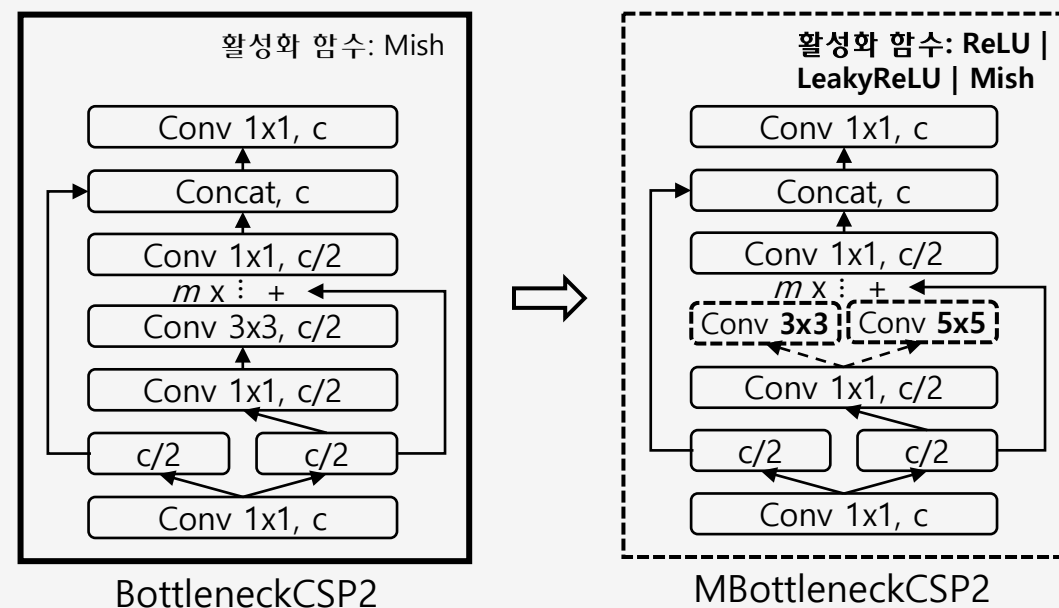 활성화 함수: Mish
Conv 1x1, c
Concat, c
Conv 1x1, c/2
m x ⋮ +
Conv 3x3, c/2
Conv 1x1, c/2
c/2 c/2
Conv 1x1, c
BottleneckCSP2
활성화 함수: ReLU |
LeakyReLU | Mish
Conv 1x1, c
Concat, c
Conv 1x1, c/2
m x ⋮ +
Conv 3x3 Conv 5x5
Conv 1x1, c/2
c/2 c/2
Conv 1x1, c
MBottleneckCSP2